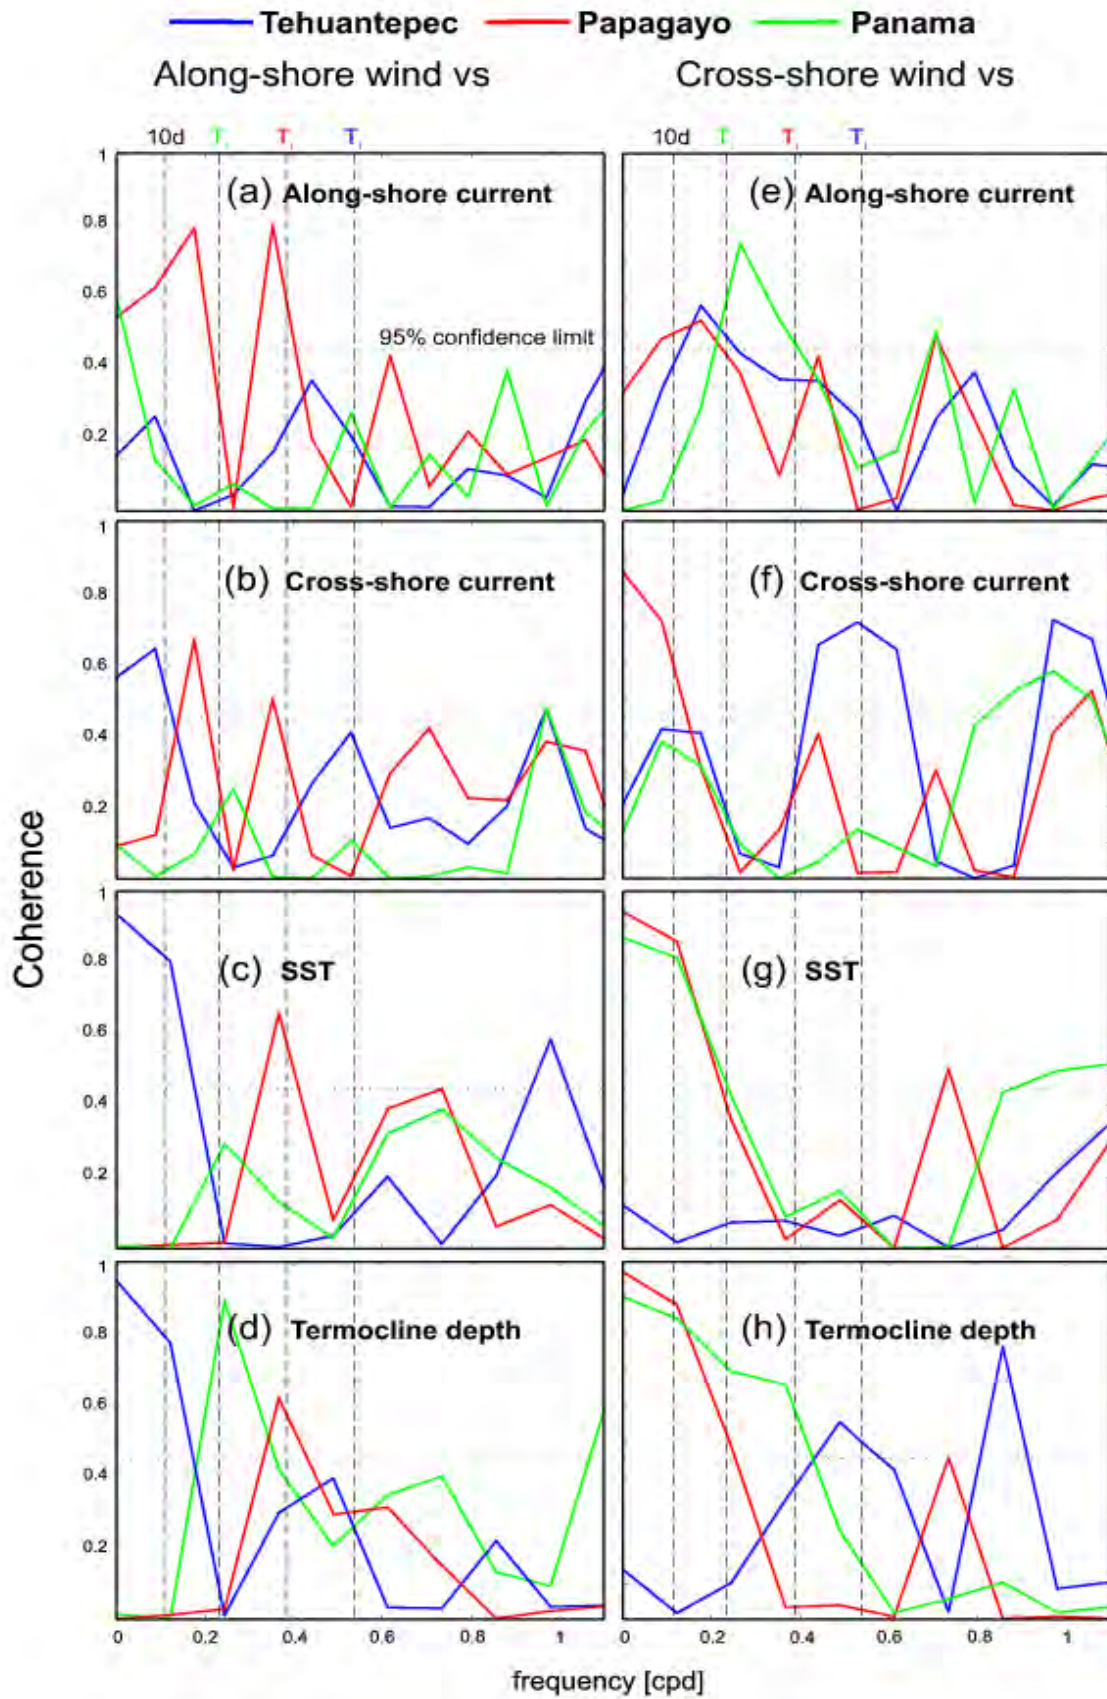 Tehuantepec Papagayo Panama
Along-shore wind vs Cross-shore wind vs
10d T T T 10d T T T
(a) Along-shore current (e) Along-shore current
95% confidence limit
(b) Cross-shore current (f) Cross-shore current
(c) SST (g) SST
(d) Termocline depth (h) Termocline depth
1
0.8
0.6
0.4
0.2
1
0.8
0.6
0.4
0.2
1
0.8
0.6
0.4
0.2
1
0.8
0.6
0.4
0.2
Coherence
0 0.2 0.4 0.6 0.8 1 0 0.2 0.4 0.6 0.8 1
frequency [cpd]